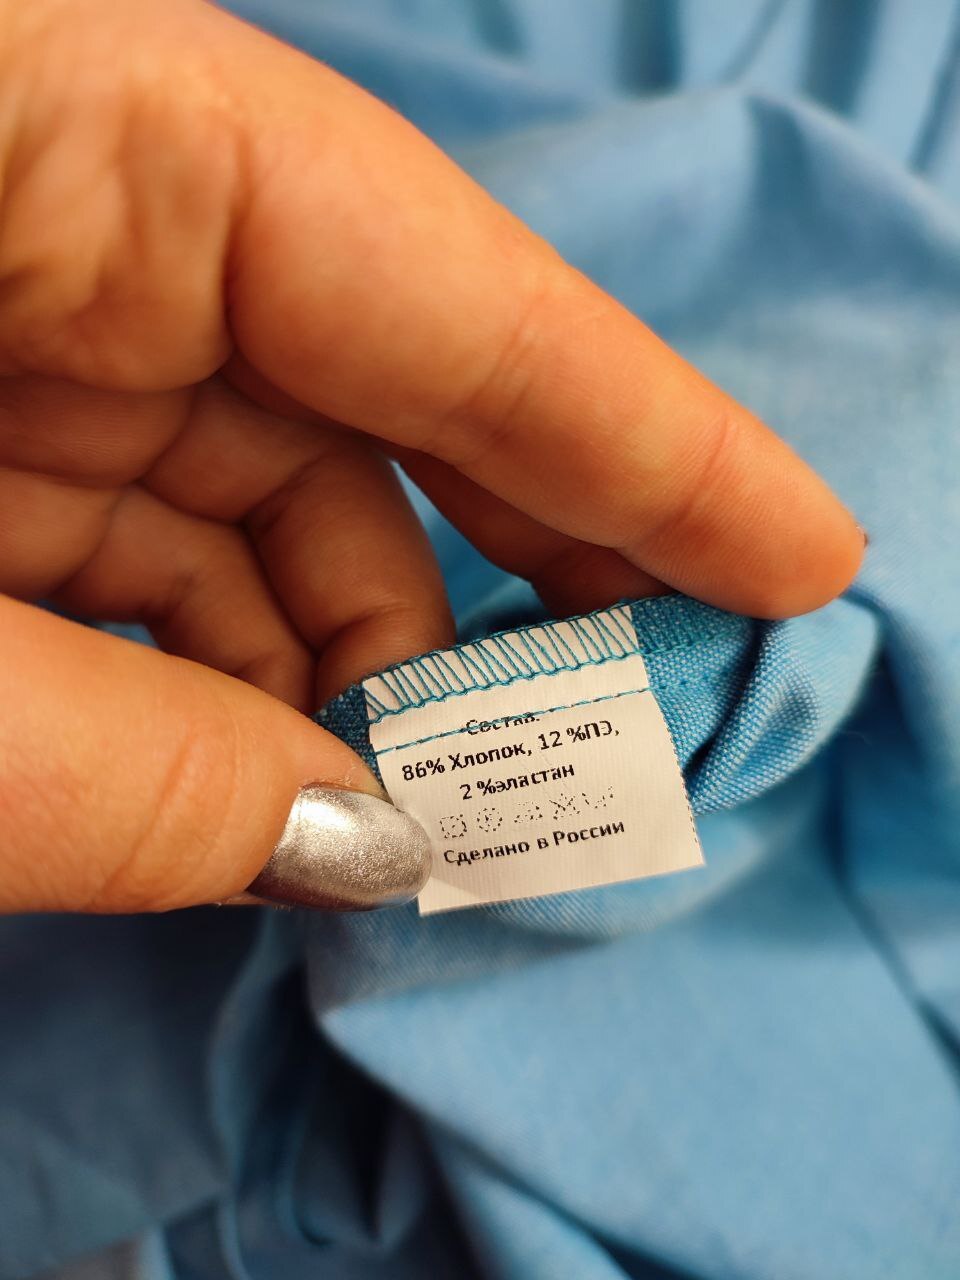 Состав:
86% Хлопок, 12 %ПЭ,
2 %эластан
Сделано в России